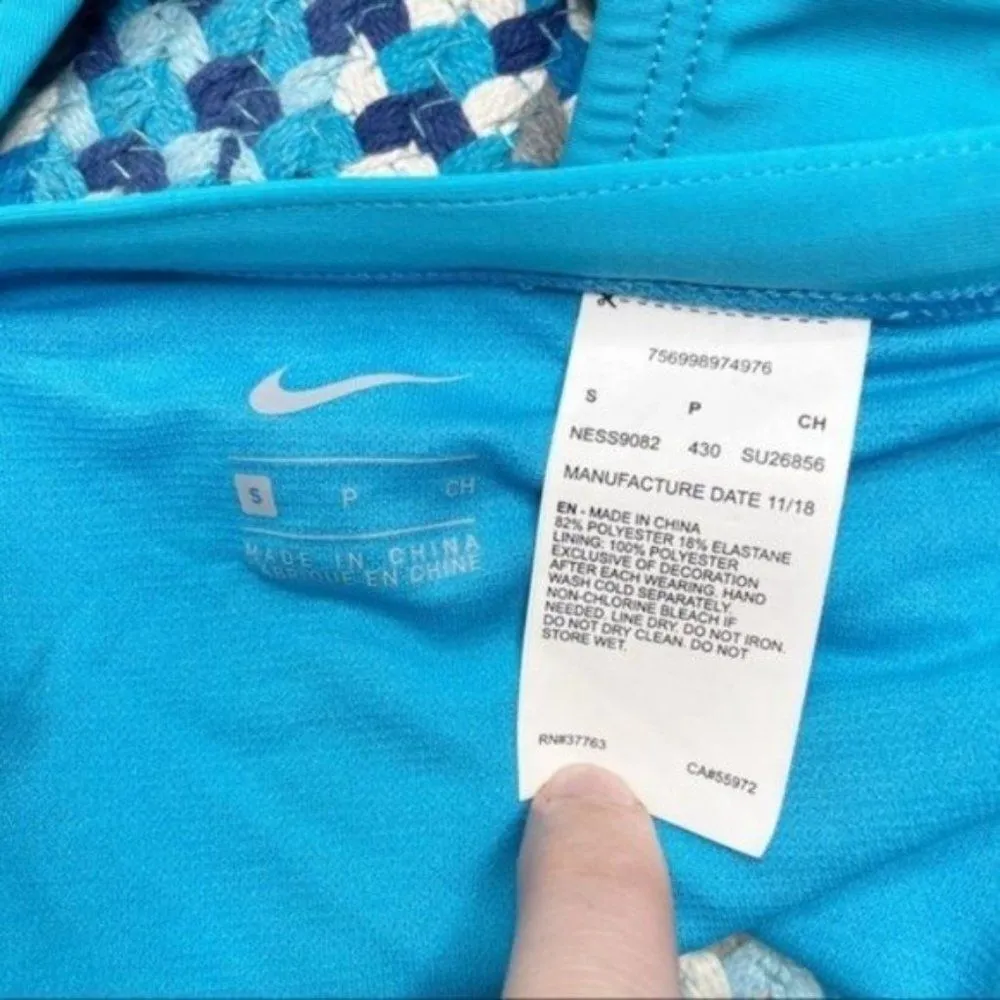 S P CH
MADE IN CHINA
FABRIQUÉ EN CHINE
756998974976
S P CH
NESS9082 430 SU26856
MANUFACTURE DATE 11/18
EN - MADE IN CHINA
82% POLYESTER 18% ELASTANE
LINING: 100% POLYESTER
EXCLUSIVE OF DECORATION
AFTER EACH WEARING, HAND
WASH COLD SEPARATELY.
NON-CHLORINE BLEACH IF
NEEDED. LINE DRY. DO NOT IRON.
DO NOT DRY CLEAN. DO NOT
STORE WET.
RN#37763
CA#55972